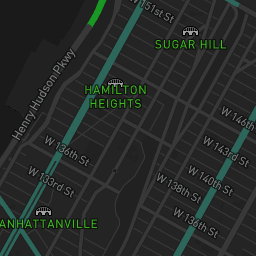 W 151st St
SUGAR HILL
Henry Hudson Pkwy
HAMILTON
HEIGHTS
W 146th
W 136th St
W 143rd St
W 133rd St
W 140th St
W 138th St
ANHATTANVILLE
W 136th St